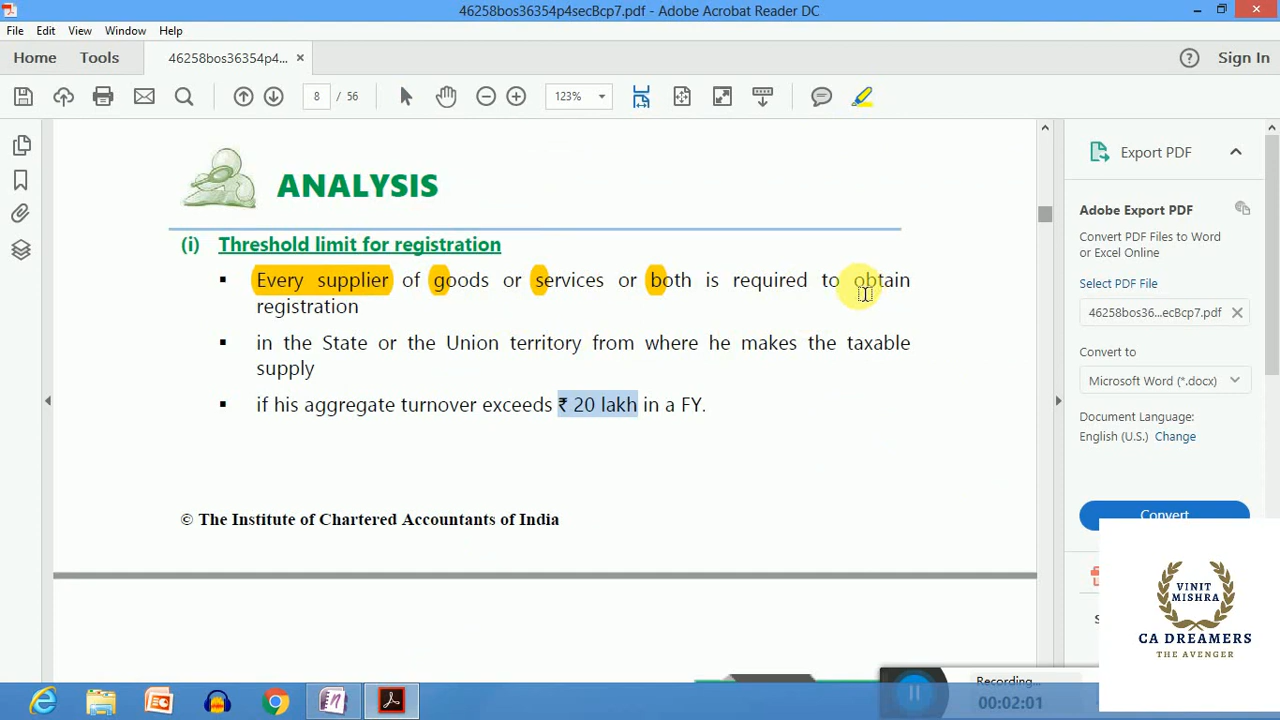 46258bos36354p4secBcp7.pdf - Adobe Acrobat Reader DC
File Edit View Window Help
Home Tools 46258bos36354p4... × Sign In
8 / 56 123%
ANALYSIS
(i) Threshold limit for registration
▪ Every supplier of goods or services or both is required to obtain
registration
▪ in the State or the Union territory from where he makes the taxable
supply
▪ if his aggregate turnover exceeds ₹ 20 lakh in a FY.
© The Institute of Chartered Accountants of India
Export PDF
Adobe Export PDF
Convert PDF Files to Word
or Excel Online
Select PDF File
46258bos36...ecBcp7.pdf ×
Convert to
Microsoft Word (*.docx)
Document Language:
English (U.S.) Change
Convert
VINIT
MISHRA
CA DREAMERS
THE AVENGER
Recording...
00:02:01